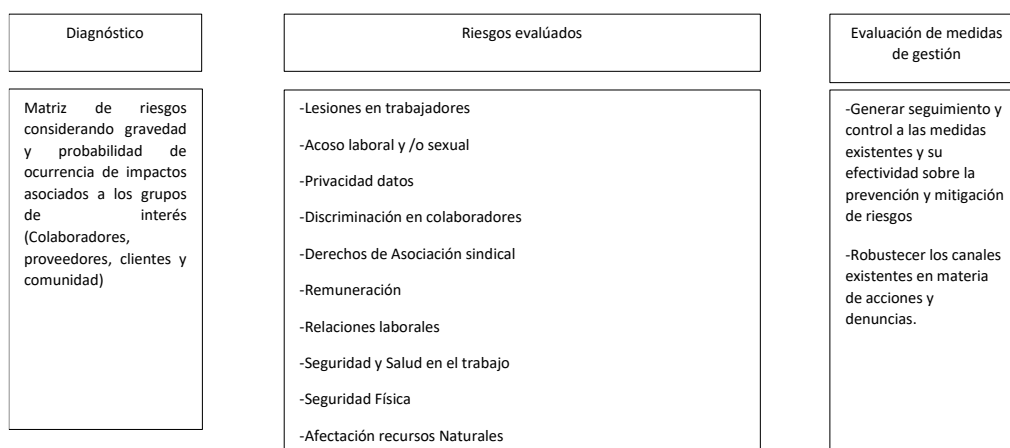 Diagnóstico
Matriz de riesgos
considerando gravedad
y probabilidad de
ocurrencia de impactos
asociados a los grupos
de interés
(Colaboradores,
proveedores, clientes y
comunidad)
Riesgos evalúados
-Lesiones en trabajadores
-Acoso laboral y /o sexual
-Privacidad datos
-Discriminación en colaboradores
-Derechos de Asociación sindical
-Remuneración
-Relaciones laborales
-Seguridad y Salud en el trabajo
-Seguridad Física
-Afectación recursos Naturales
Evaluación de medidas
de gestión
-Generar seguimiento y
control a las medidas
existentes y su
efectividad sobre la
prevención y mitigación
de riesgos
-Robustecer los canales
existentes en materia
de acciones y
denuncias.